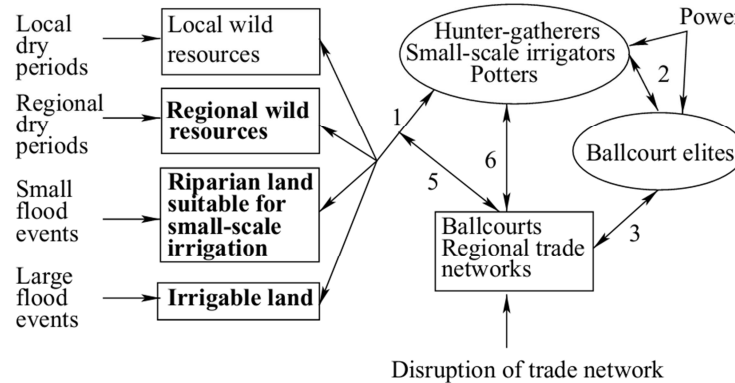 Local
dry
periods
Local wild
resources
Regional
dry
periods
Regional wild
resources
Small
flood
events
Riparian land
suitable for
small-scale
irrigation
Large
flood
events
Irrigable land
1
5
6
Hunter-gatherers
Small-scale irrigators
Potters
Power
2
Ballcourt elites
3
Ballcourts
Regional trade
networks
Disruption of trade network